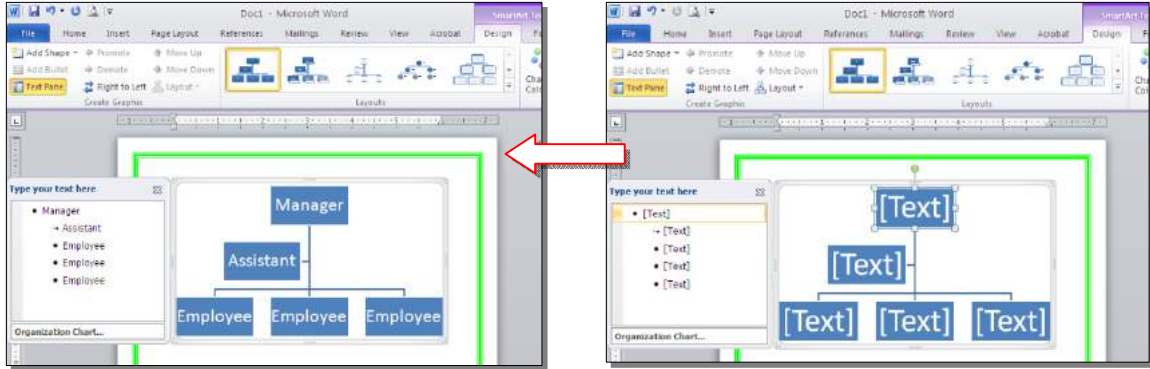 Doc1 - Microsoft Word
File Home Insert Page Layout References Mailings Review View Acrobat Design
Add Shape Promote Move Up
Add Bullet Demote Move Down
Text Pane Right to Left Layout
Create Graphic Layouts
Type your text here
Manager
Assistant
Employee
Employee
Employee
Organization Chart...
Manager
Assistant
Employee Employee Employee
Doc1 - Microsoft Word
File Home Insert Page Layout References Mailings Review View Acrobat Design
Add Shape Promote Move Up
Add Bullet Demote Move Down
Text Pane Right to Left Layout
Create Graphic Layouts
Type your text here
[Text]
[Text]
[Text]
[Text]
[Text]
Organization Chart...
[Text]
[Text]
[Text] [Text] [Text]